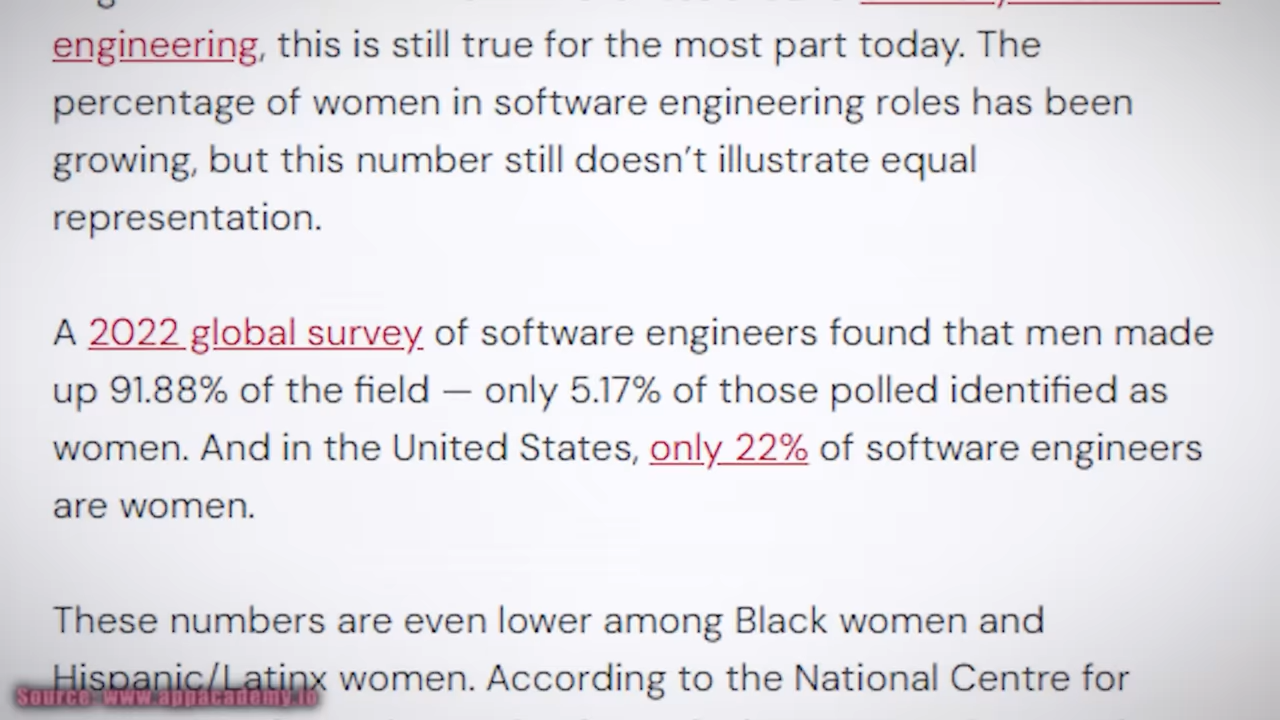 engineering, this is still true for the most part today. The
percentage of women in software engineering roles has been
growing, but this number still doesn’t illustrate equal
representation.
A 2022 global survey of software engineers found that men made
up 91.88% of the field — only 5.17% of those polled identified as
women. And in the United States, only 22% of software engineers
are women.
These numbers are even lower among Black women and
Hispanic/Latinx women. According to the National Centre for
Source- www.appacademy.io